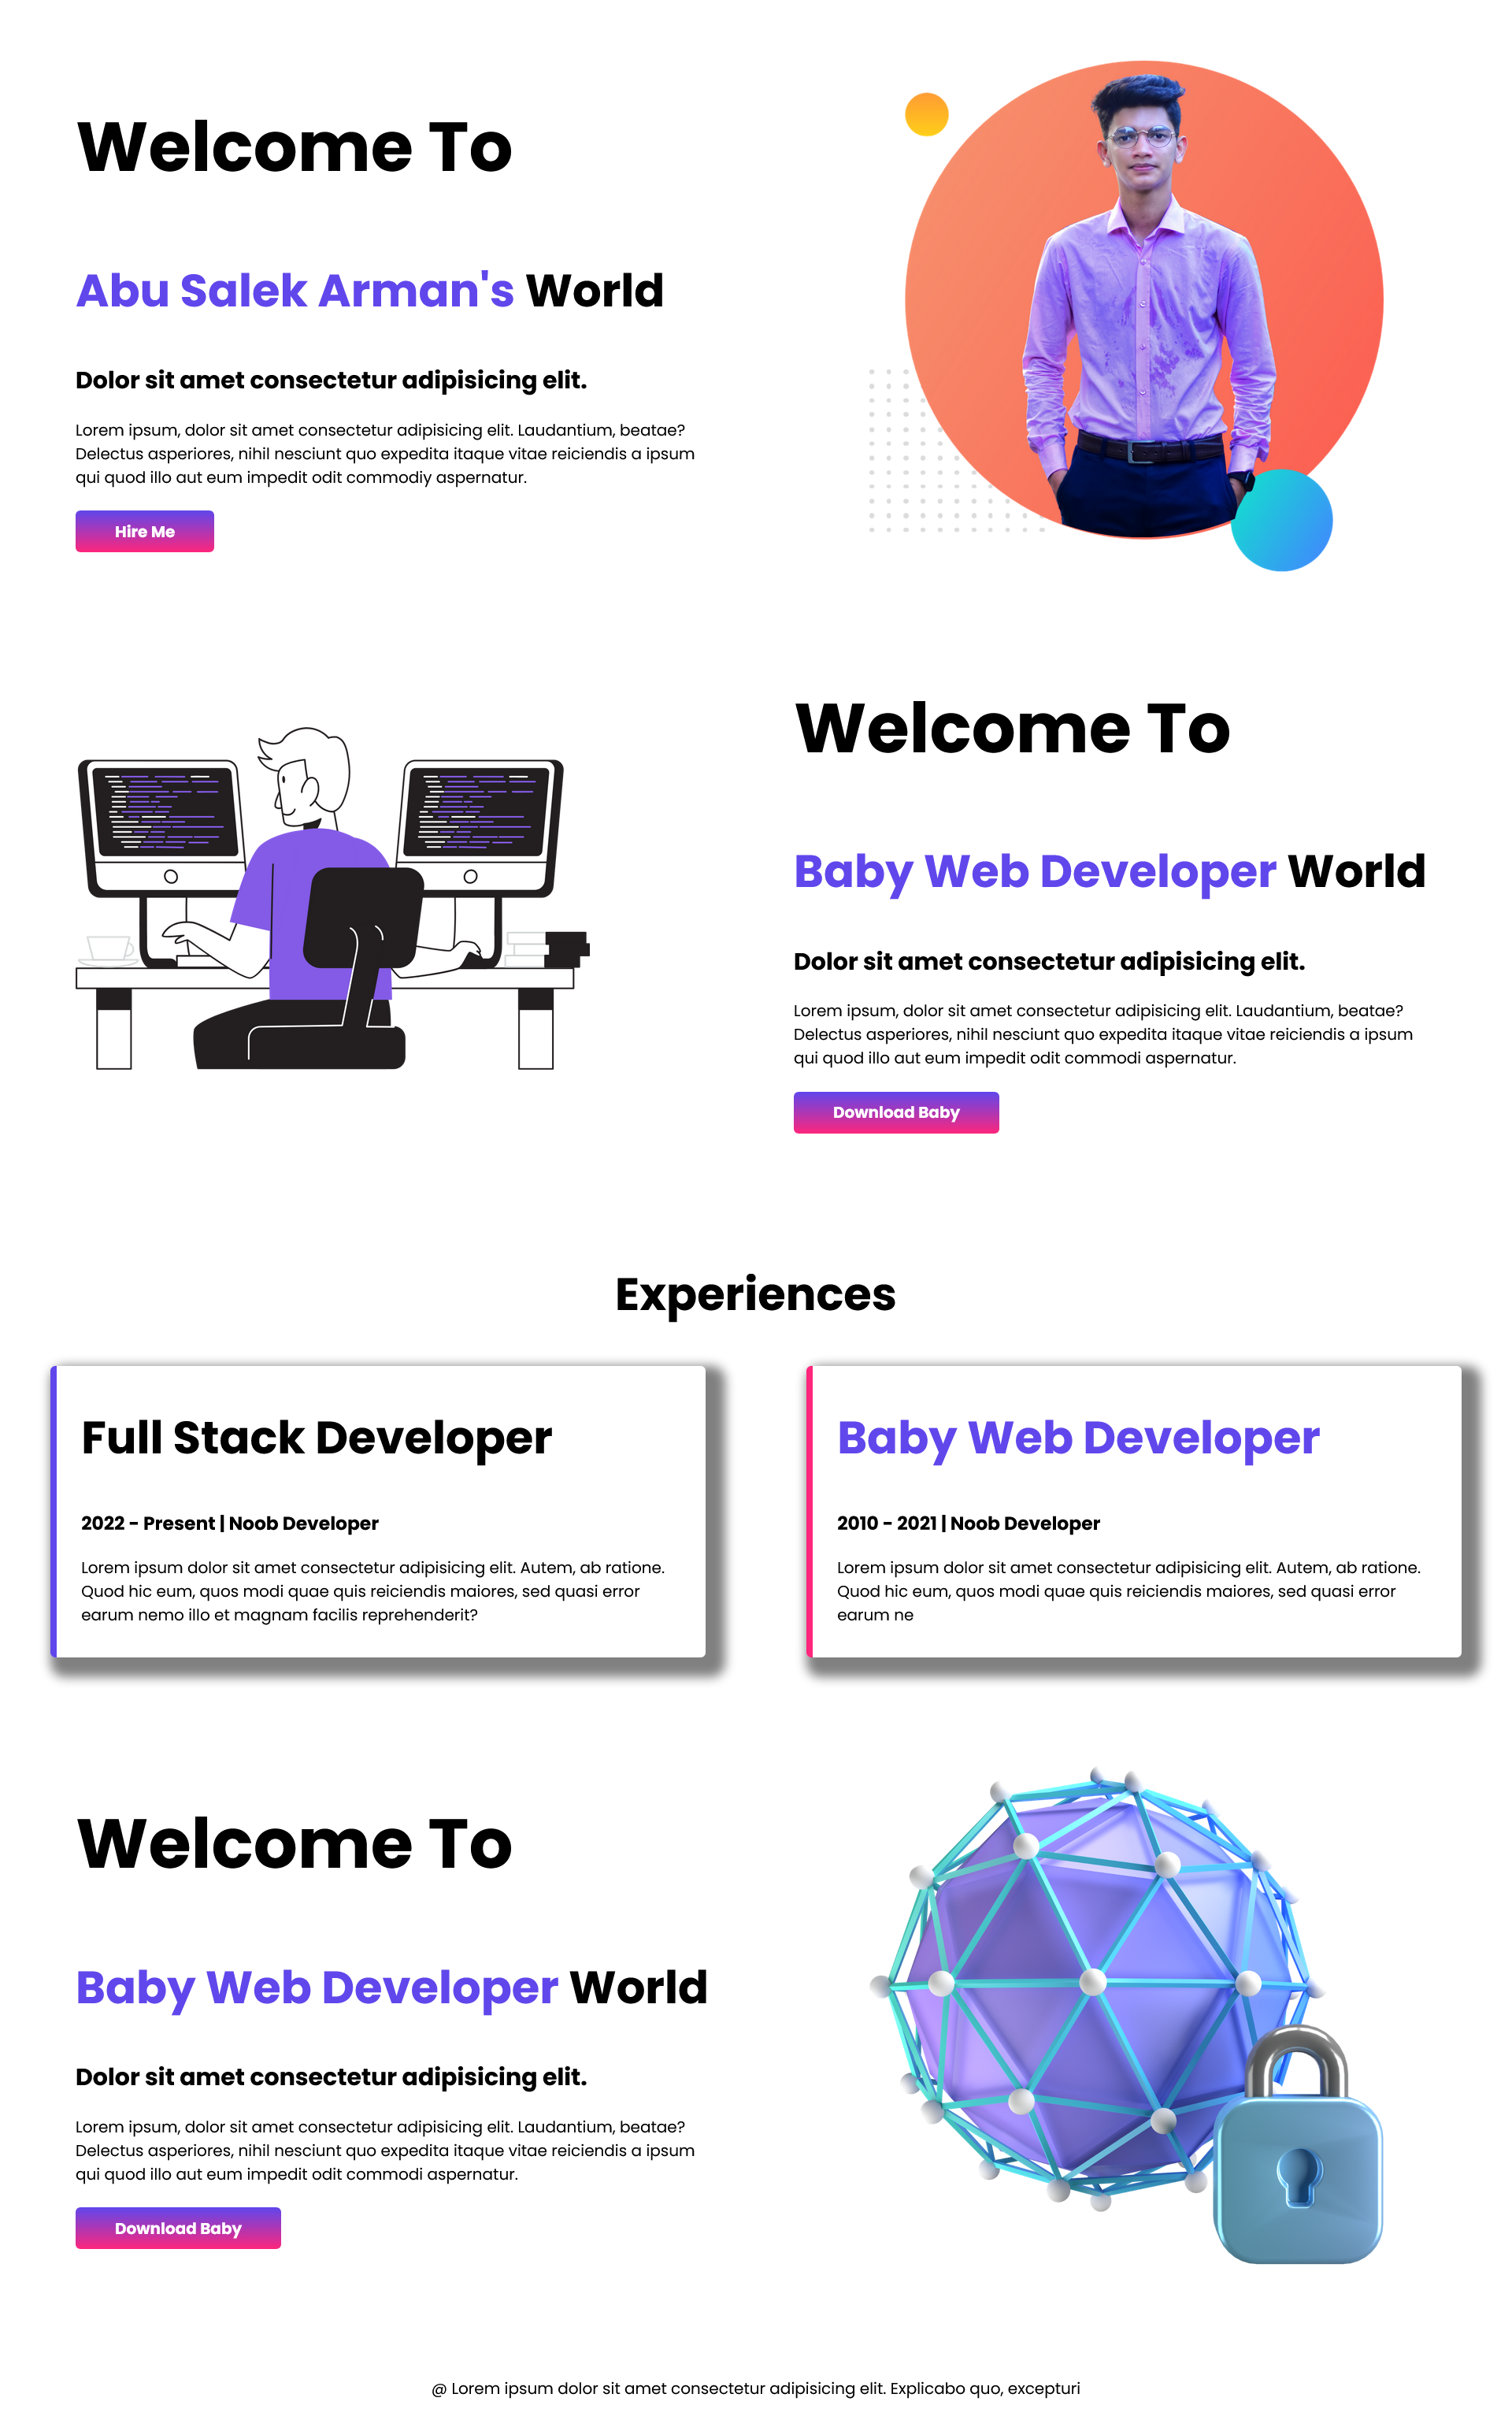 Welcome To
Abu Salek Arman's World
Dolor sit amet consectetur adipisicing elit.
Lorem ipsum, dolor sit amet consectetur adipisicing elit. Laudantium, beatae?
Delectus asperiores, nihil nesciunt quo expedita itaque vitae reiciendis a ipsum
qui quod illo aut eum impedit odit commodiy aspernatur.
Hire Me
Welcome To
Baby Web Developer World
Dolor sit amet consectetur adipisicing elit.
Lorem ipsum, dolor sit amet consectetur adipisicing elit. Laudantium, beatae?
Delectus asperiores, nihil nesciunt quo expedita itaque vitae reiciendis a ipsum
qui quod illo aut eum impedit odit commodi aspernatur.
Download Baby
Experiences
Full Stack Developer
2022 - Present | Noob Developer
Lorem ipsum dolor sit amet consectetur adipisicing elit. Autem, ab ratione.
Quod hic eum, quos modi quae quis reiciendis maiores, sed quasi error
earum nemo illo et magnam facilis reprehenderit?
Baby Web Developer
2010 - 2021 | Noob Developer
Lorem ipsum dolor sit amet consectetur adipisicing elit. Autem, ab ratione.
Quod hic eum, quos modi quae quis reiciendis maiores, sed quasi error
earum ne
Welcome To
Baby Web Developer World
Dolor sit amet consectetur adipisicing elit.
Lorem ipsum, dolor sit amet consectetur adipisicing elit. Laudantium, beatae?
Delectus asperiores, nihil nesciunt quo expedita itaque vitae reiciendis a ipsum
qui quod illo aut eum impedit odit commodi aspernatur.
Download Baby
@ Lorem ipsum dolor sit amet consectetur adipisicing elit. Explicabo quo, excepturi